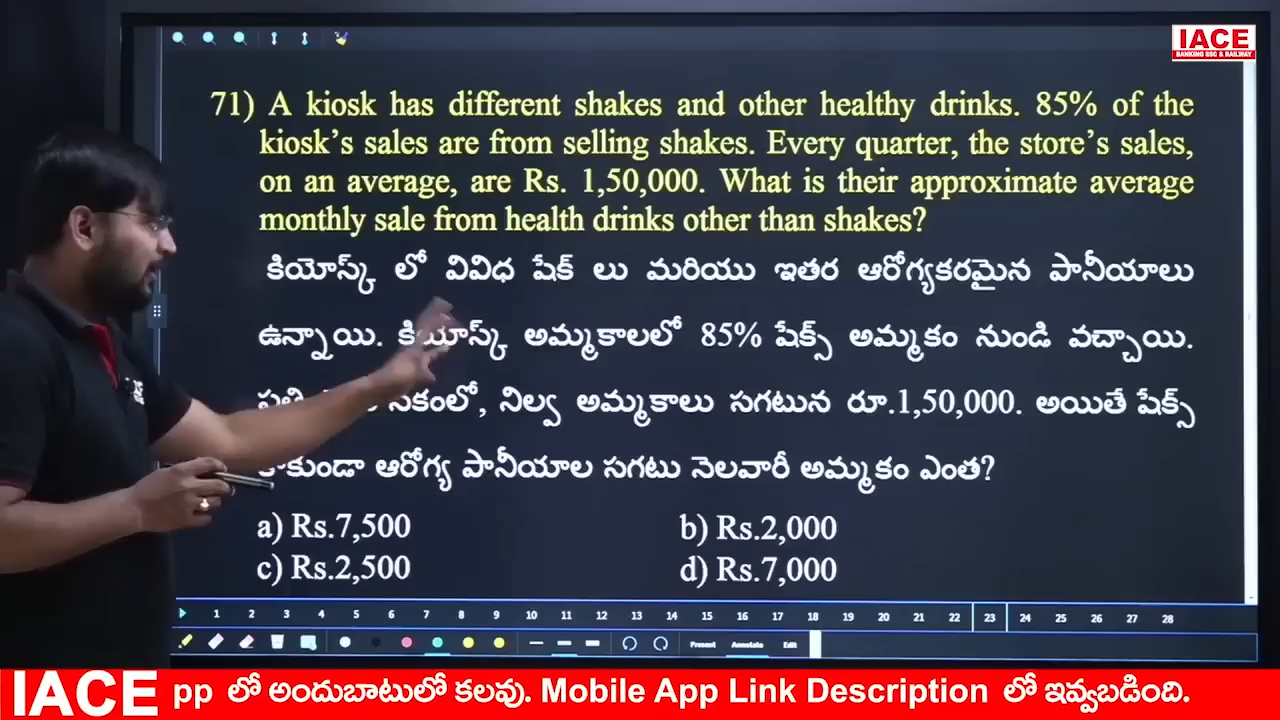 IACE
BANKING SSC & RAILWAY
71) A kiosk has different shakes and other healthy drinks. 85% of the
kiosk's sales are from selling shakes. Every quarter, the store's sales,
on an average, are Rs. 1,50,000. What is their approximate average
monthly sale from health drinks other than shakes?
కియోస్క్ లో వివిధ షేక్ లు మరియు ఇతర ఆరోగ్యకరమైన పానీయాలు
ఉన్నాయి. కియోస్క్ అమ్మకాలలో 85% షేక్స్ అమ్మకం నుండి వచ్చాయి.
నిల్వ అమ్మకాలు సగటున రూ.1,50,000. అయితే షేక్స్
కాకుండా ఆరోగ్య పానీయాల సగటు నెలవారీ అమ్మకం ఎంత?
a) Rs.7,500 b) Rs.2,000
c) Rs.2,500 d) Rs.7,000
1 2 3 4 5 6 7 8 9 10 11 12 13 14 15 16 17 18 19 20 21 22 23 24 25 26 27 28
Present Annotate Edit
IACE pp లో అందుబాటులో కలవు. Mobile App Link Description లో ఇవ్వబడింది.